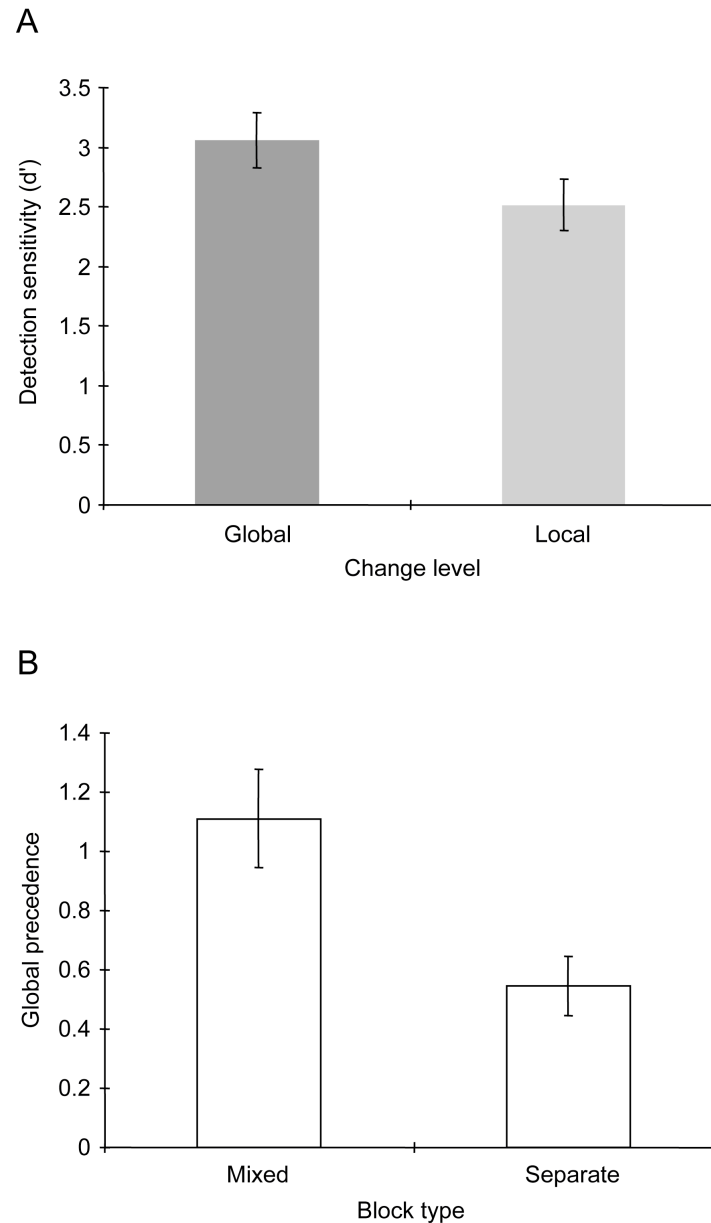 A
Detection sensitivity (d')
3.5
3
2.5
2
1.5
1
0.5
0
Global
Local
Change level
B
Global precedence
1.4
1.2
1
0.8
0.6
0.4
0.2
0
Mixed
Separate
Block type